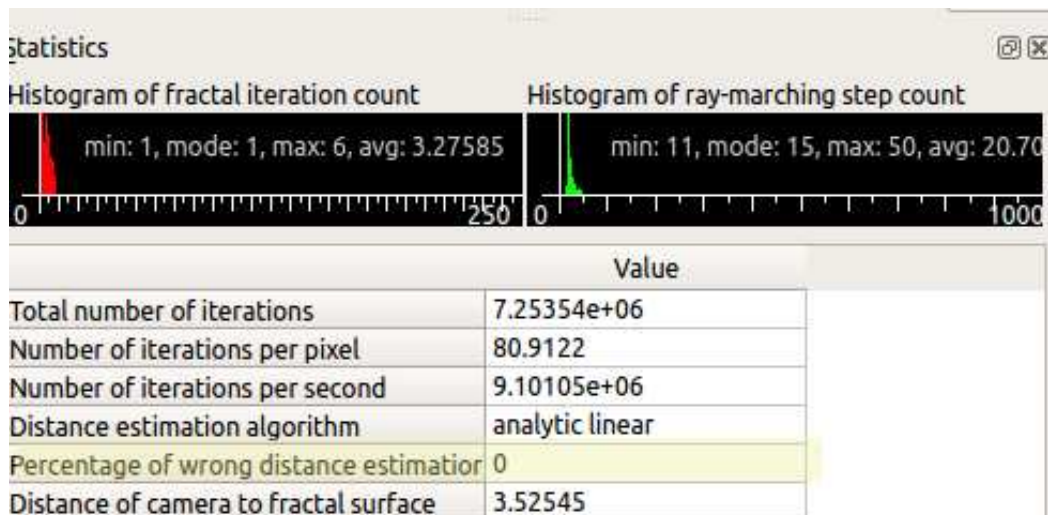 Statistics
Histogram of fractal iteration count
Histogram of ray-marching step count
min: 1, mode: 1, max: 6, avg: 3.27585
min: 11, mode: 15, max: 50, avg: 20.70
0 250
0 1000
Value
Total number of iterations 7.25354e+06
Number of iterations per pixel 80.9122
Number of iterations per second 9.10105e+06
Distance estimation algorithm analytic linear
Percentage of wrong distance estimation 0
Distance of camera to fractal surface 3.52545